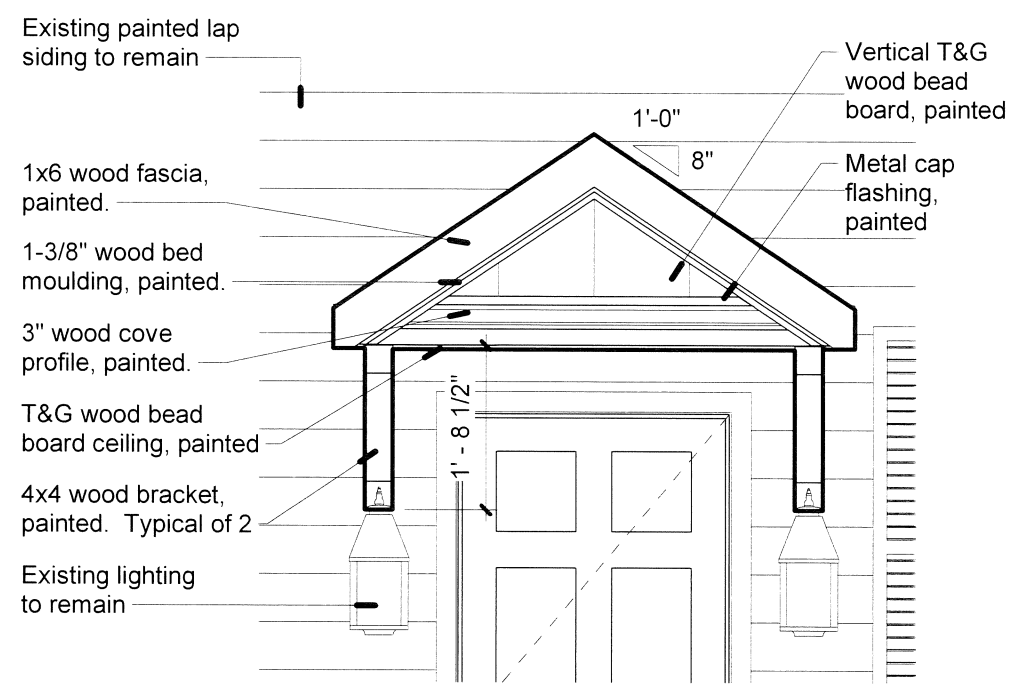 Existing painted lap
siding to remain
1x6 wood fascia,
painted.
1-3/8" wood bed
moulding, painted.
3" wood cove
profile, painted.
T&G wood bead
board ceiling, painted
4x4 wood bracket,
painted.  Typical of 2
Existing lighting
to remain
1'-0"
8"
1' - 8 1/2"
Vertical T&G
wood bead
board, painted
Metal cap
flashing,
painted